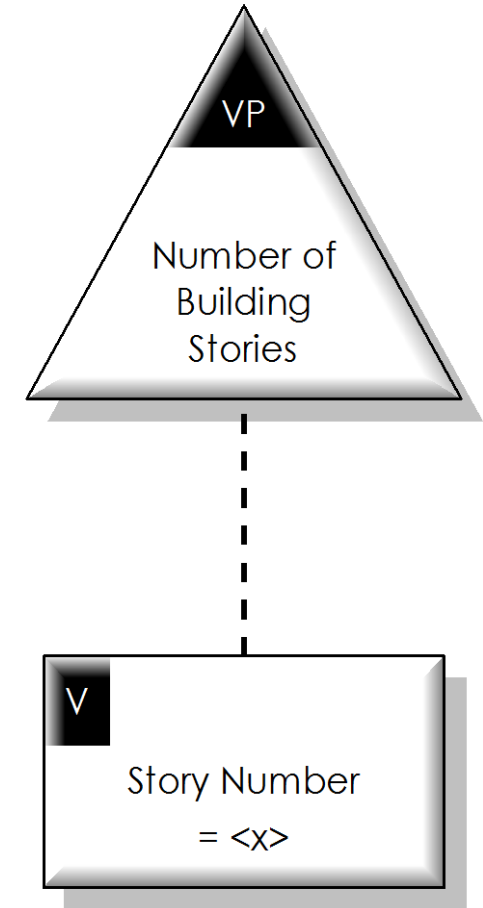 VP
Number of
Building
Stories
V
Story Number
= <x>